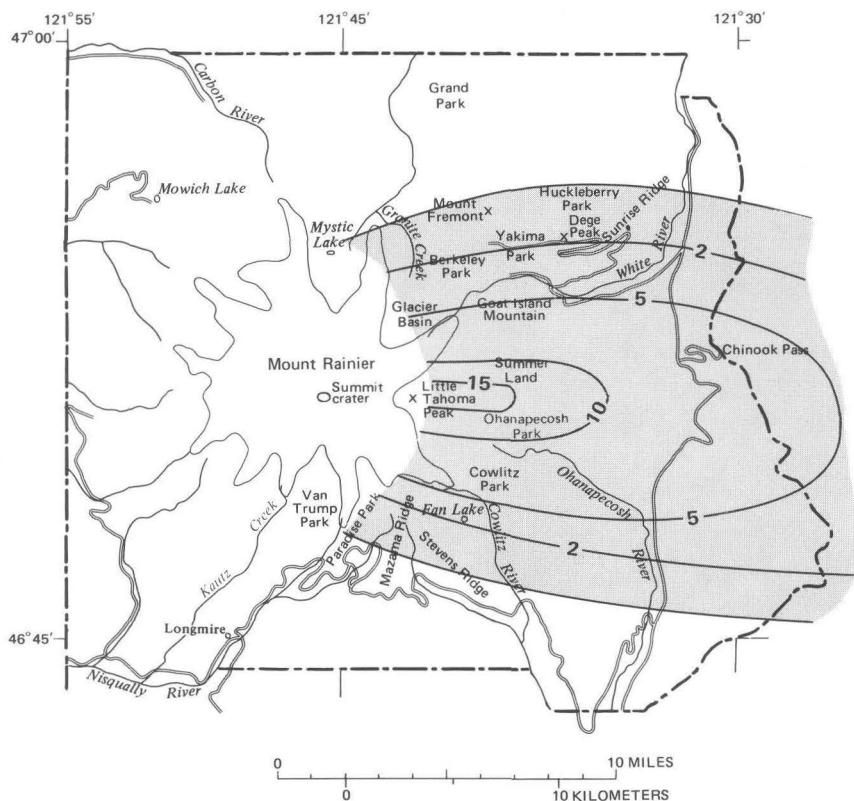 121°55'
121°45'
121°30'
47°00'
Carbon
River
Grand
Park
Mowich Lake
Huckleberry
Park
Mount
Fremont
Dege
Peak
Sunrise Ridge
Granite Creek
Mystic
Lake
Yakima
Park
2
Berkeley
Park
White
River
Glacier
Basin
Goat Island
Mountain
5
Chinook Pass
Mount Rainier
Summer
Land
15
Summit
crater
Little
Tahoma
Peak
10
Ohanapecosh
Park
Cowlitz
Park
Ohanapecosh
River
Van
Trump
Park
Fan Lake
5
Kautz
Creek
Paradise Park
Mazama Ridge
Cowlitz
River
Stevens Ridge
2
Longmire
46°45'
Nisqually
River
0
10 MILES
0
10 KILOMETERS